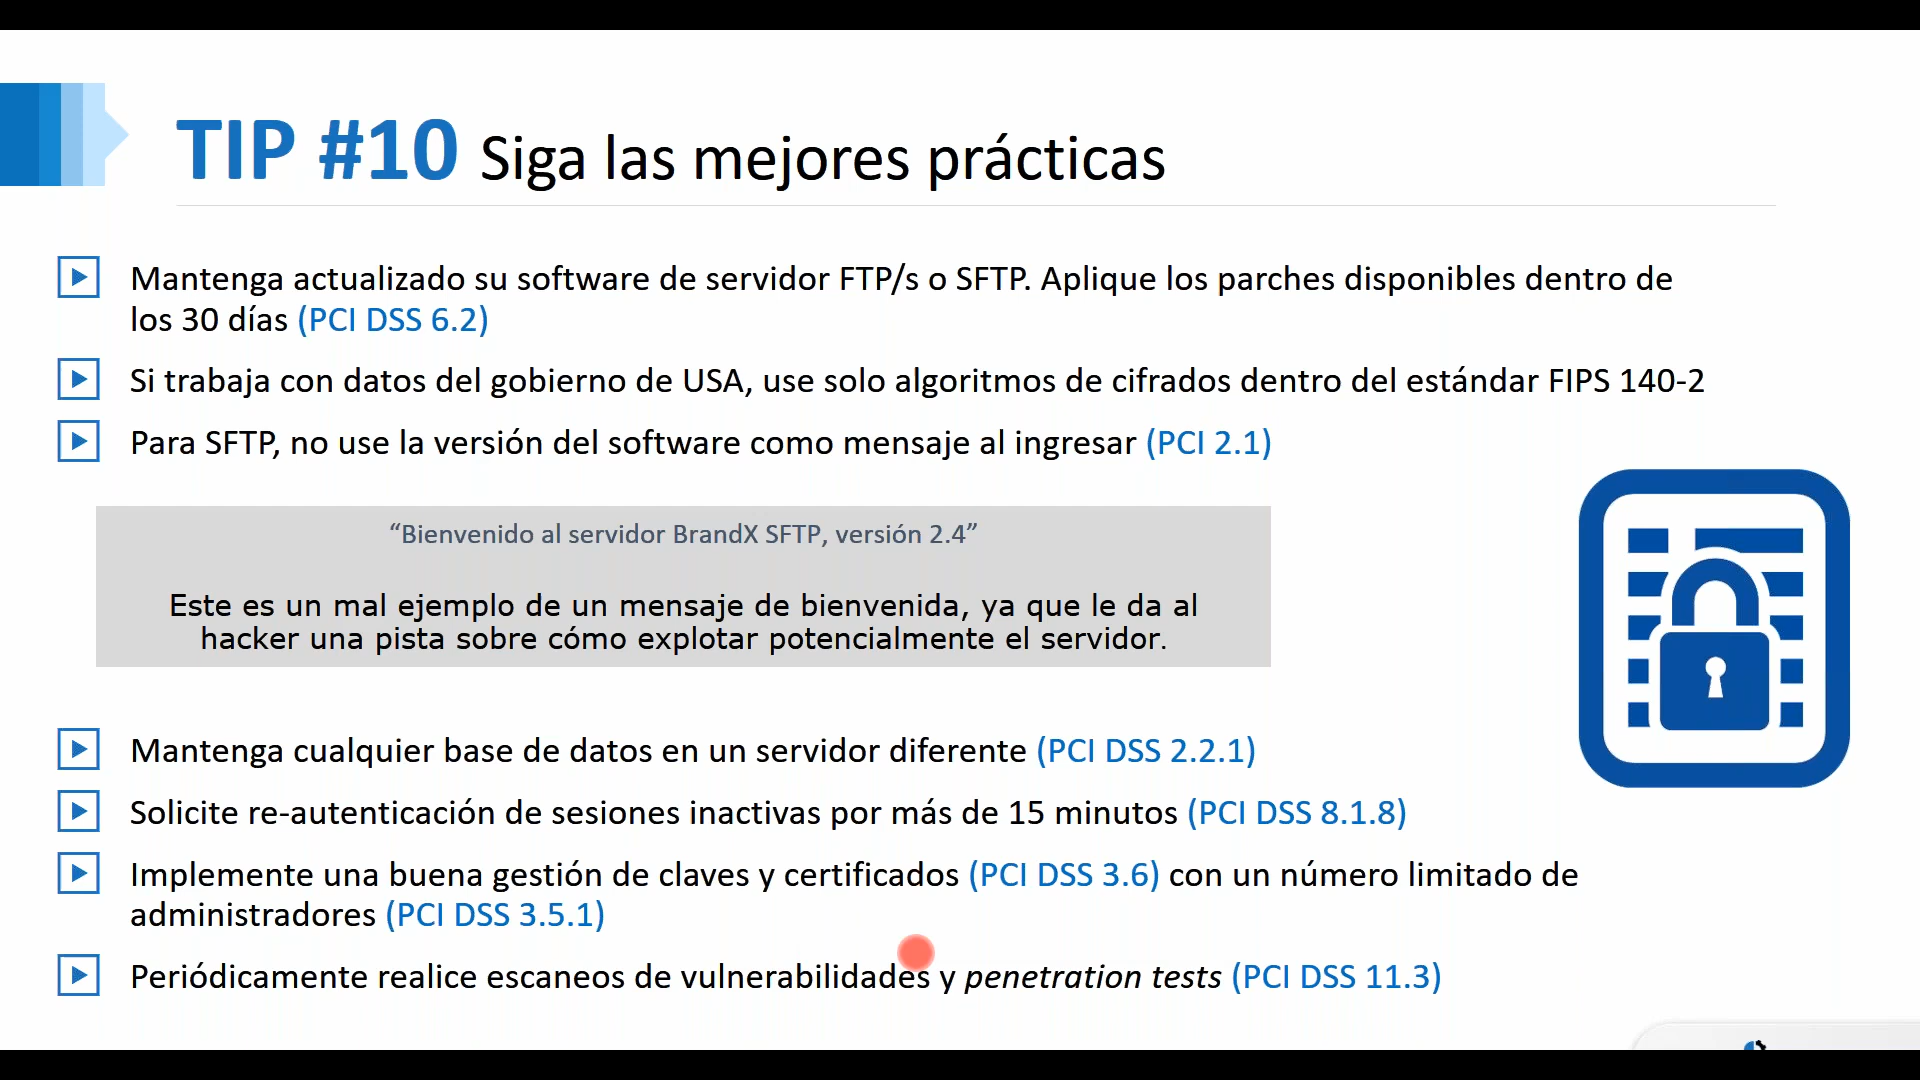 TIP #10 Siga las mejores prácticas
Mantenga actualizado su software de servidor FTP/s o SFTP. Aplique los parches disponibles dentro de
los 30 días (PCI DSS 6.2)
Si trabaja con datos del gobierno de USA, use solo algoritmos de cifrados dentro del estándar FIPS 140-2
Para SFTP, no use la versión del software como mensaje al ingresar (PCI 2.1)
“Bienvenido al servidor BrandX SFTP, versión 2.4”
Este es un mal ejemplo de un mensaje de bienvenida, ya que le da al
hacker una pista sobre cómo explotar potencialmente el servidor.
Mantenga cualquier base de datos en un servidor diferente (PCI DSS 2.2.1)
Solicite re-autenticación de sesiones inactivas por más de 15 minutos (PCI DSS 8.1.8)
Implemente una buena gestión de claves y certificados (PCI DSS 3.6) con un número limitado de
administradores (PCI DSS 3.5.1)
Periódicamente realice escaneos de vulnerabilidades y penetration tests (PCI DSS 11.3)